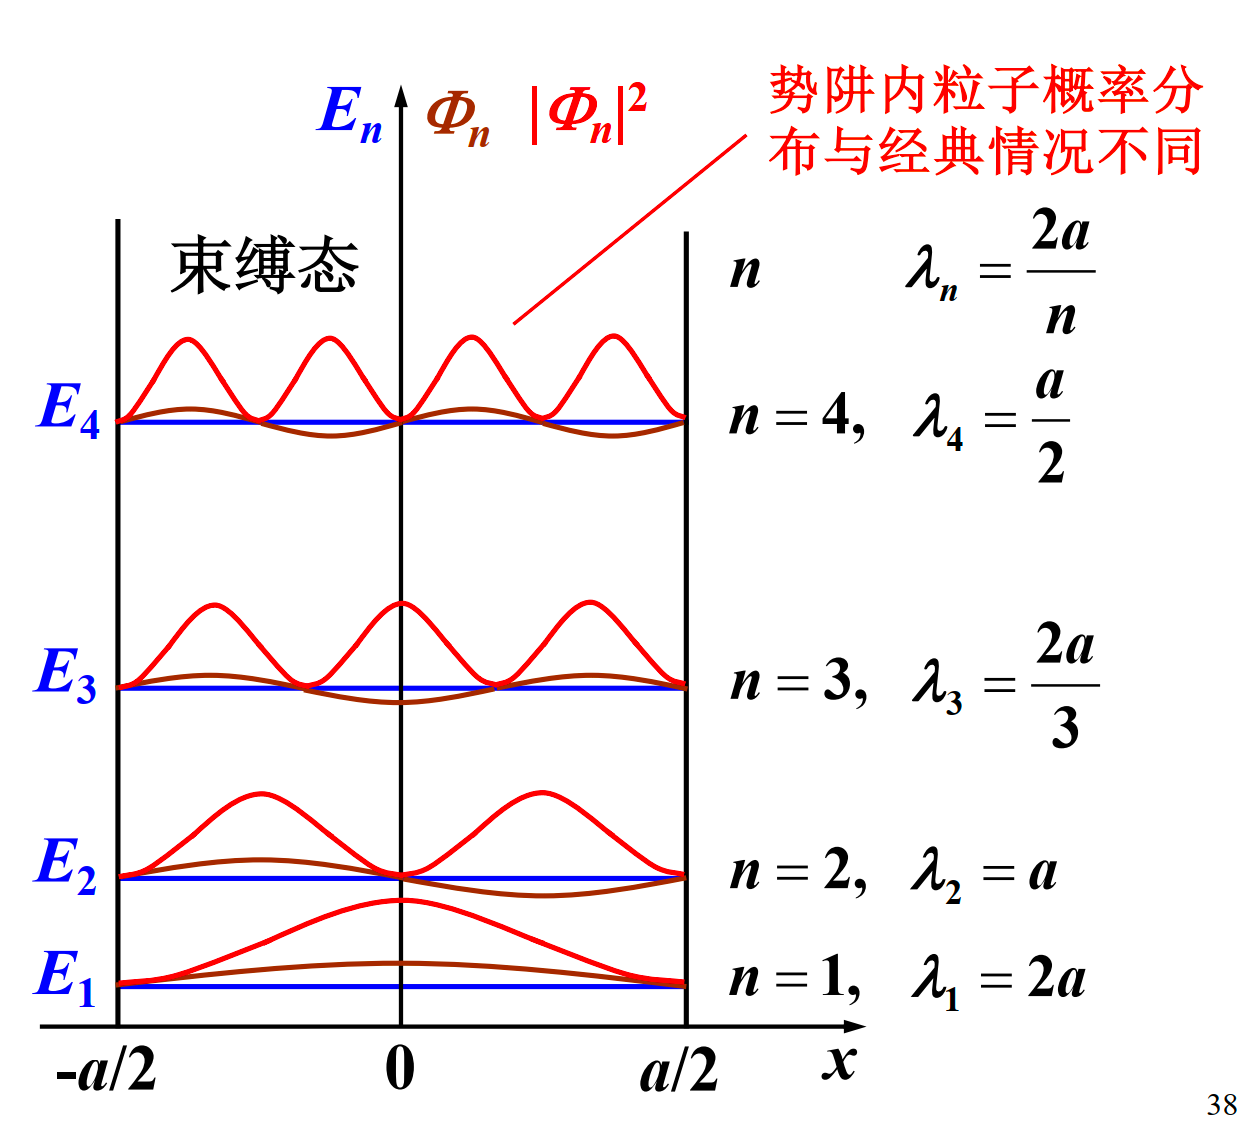 Eₙ Φₙ |Φₙ|²
势阱内粒子概率分
布与经典情况不同
束缚态
n λₙ = 2a/n
E₄ n = 4, λ₄ = a/2
E₃ n = 3, λ₃ = 2a/3
E₂ n = 2, λ₂ = a
E₁ n = 1, λ₁ = 2a
-a/2 0 a/2 x
38